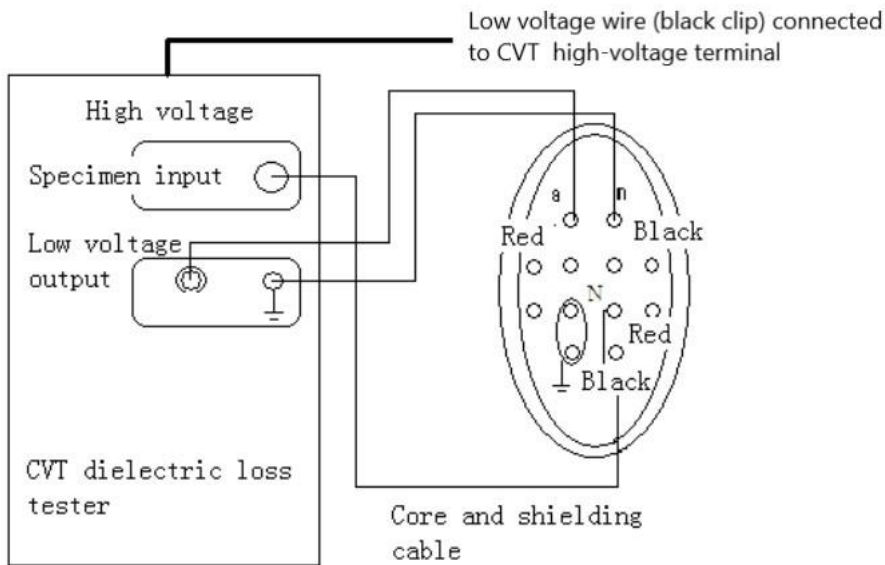 Low voltage wire (black clip) connected
to CVT high-voltage terminal
High voltage
Specimen input
Low voltage
output
a
n
Red
Black
N
Red
Black
CVT dielectric loss
tester
Core and shielding
cable